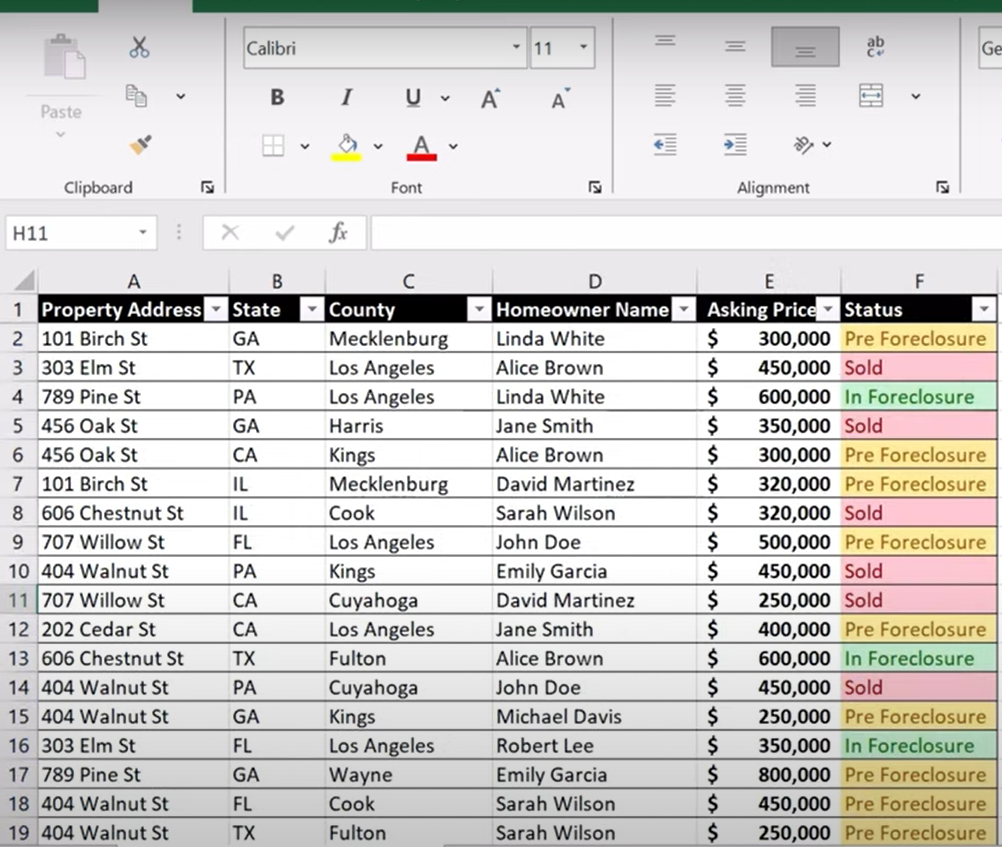 Calibri 11 ab Ge
B I U A A
Paste
A
Clipboard Font Alignment
H11 fx
A B C D E F
1 Property Address State County Homeowner Name Asking Price Status
2 101 Birch St GA Mecklenburg Linda White $ 300,000 Pre Foreclosure
3 303 Elm St TX Los Angeles Alice Brown $ 450,000 Sold
4 789 Pine St PA Los Angeles Linda White $ 600,000 In Foreclosure
5 456 Oak St GA Harris Jane Smith $ 350,000 Sold
6 456 Oak St CA Kings Alice Brown $ 300,000 Pre Foreclosure
7 101 Birch St IL Mecklenburg David Martinez $ 320,000 Pre Foreclosure
8 606 Chestnut St IL Cook Sarah Wilson $ 320,000 Sold
9 707 Willow St FL Los Angeles John Doe $ 500,000 Pre Foreclosure
10 404 Walnut St PA Kings Emily Garcia $ 450,000 Sold
11 707 Willow St CA Cuyahoga David Martinez $ 250,000 Sold
12 202 Cedar St CA Los Angeles Jane Smith $ 400,000 Pre Foreclosure
13 606 Chestnut St TX Fulton Alice Brown $ 600,000 In Foreclosure
14 404 Walnut St PA Cuyahoga John Doe $ 450,000 Sold
15 404 Walnut St GA Kings Michael Davis $ 250,000 Pre Foreclosure
16 303 Elm St FL Los Angeles Robert Lee $ 350,000 In Foreclosure
17 789 Pine St GA Wayne Emily Garcia $ 800,000 Pre Foreclosure
18 404 Walnut St FL Cook Sarah Wilson $ 450,000 Pre Foreclosure
19 404 Walnut St TX Fulton Sarah Wilson $ 250,000 Pre Foreclosure